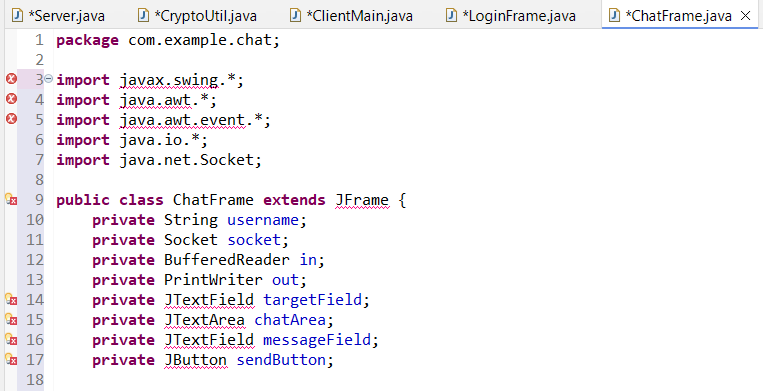 *Server.java *CryptoUtil.java *ClientMain.java *LoginFrame.java *ChatFrame.java
1 package com.example.chat;
2
3 import javax.swing.*;
4 import java.awt.*;
5 import java.awt.event.*;
6 import java.io.*;
7 import java.net.Socket;
8
9 public class ChatFrame extends JFrame {
10 private String username;
11 private Socket socket;
12 private BufferedReader in;
13 private PrintWriter out;
14 private JTextField targetField;
15 private JTextArea chatArea;
16 private JTextField messageField;
17 private JButton sendButton;
18